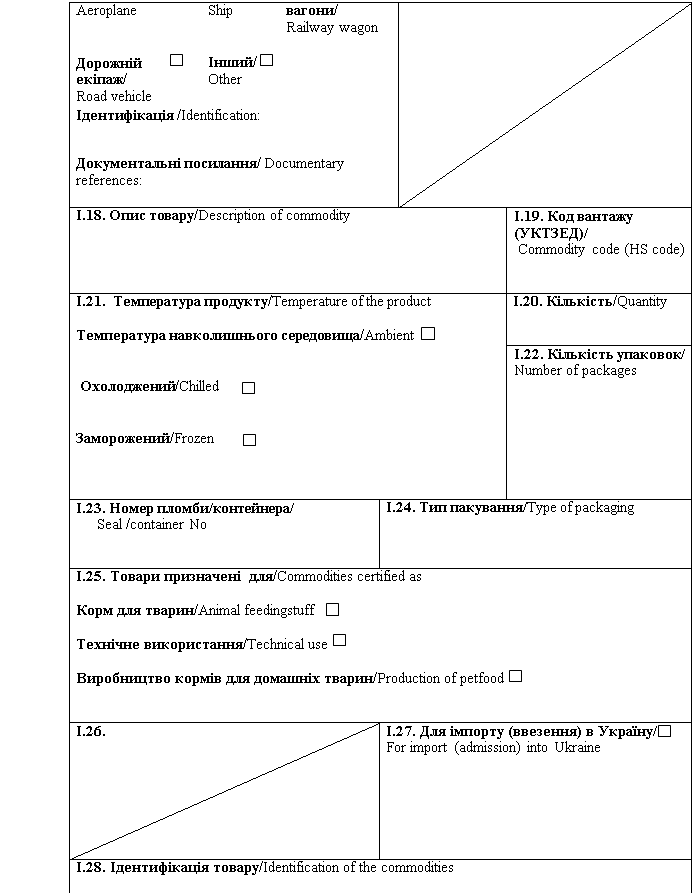 Aeroplane Ship вагони/
Railway wagon
Дорожній Інший/
екіпаж/ Other
Road vehicle
Ідентифікація /Identification:
Документальні посилання/ Documentary
references:
I.18. Опис товару/Description of commodity
I.19. Код вантажу
(УКТЗЕД)/
Commodity code (HS code)
I.21. Температура продукту/Temperature of the product
I.20. Кількість/Quantity
Температура навколишнього середовища/Ambient
I.22. Кількість упаковок/
Number of packages
Охолоджений/Chilled
Заморожений/Frozen
I.23. Номер пломби/контейнера/
Seal /container No
I.24. Тип пакування/Type of packaging
I.25. Товари призначені для/Commodities certified as
Корм для тварин/Animal feedingstuff
Технічне використання/Technical use
Виробництво кормів для домашніх тварин/Production of petfood
I.26.
I.27. Для імпорту (ввезення) в Україну/
For import (admission) into Ukraine
I.28. Ідентифікація товару/Identification of the commodities